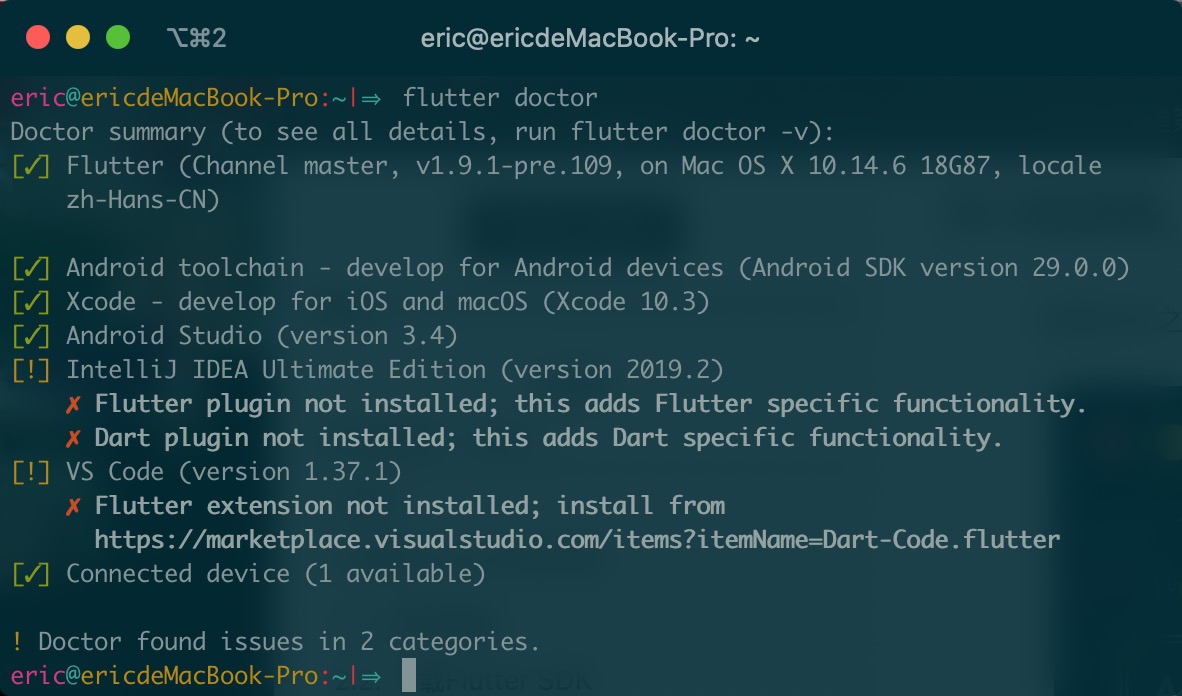 ⌥⌘2
eric@ericdeMacBook-Pro: ~
eric@ericdeMacBook-Pro:~|⇒ flutter doctor
Doctor summary (to see all details, run flutter doctor -v):
[✓] Flutter (Channel master, v1.9.1-pre.109, on Mac OS X 10.14.6 18G87, locale
zh-Hans-CN)
[✓] Android toolchain - develop for Android devices (Android SDK version 29.0.0)
[✓] Xcode - develop for iOS and macOS (Xcode 10.3)
[✓] Android Studio (version 3.4)
[!] IntelliJ IDEA Ultimate Edition (version 2019.2)
✗ Flutter plugin not installed; this adds Flutter specific functionality.
✗ Dart plugin not installed; this adds Dart specific functionality.
[!] VS Code (version 1.37.1)
✗ Flutter extension not installed; install from
https://marketplace.visualstudio.com/items?itemName=Dart-Code.flutter
[✓] Connected device (1 available)
! Doctor found issues in 2 categories.
eric@ericdeMacBook-Pro:~|⇒
Flutter SDK